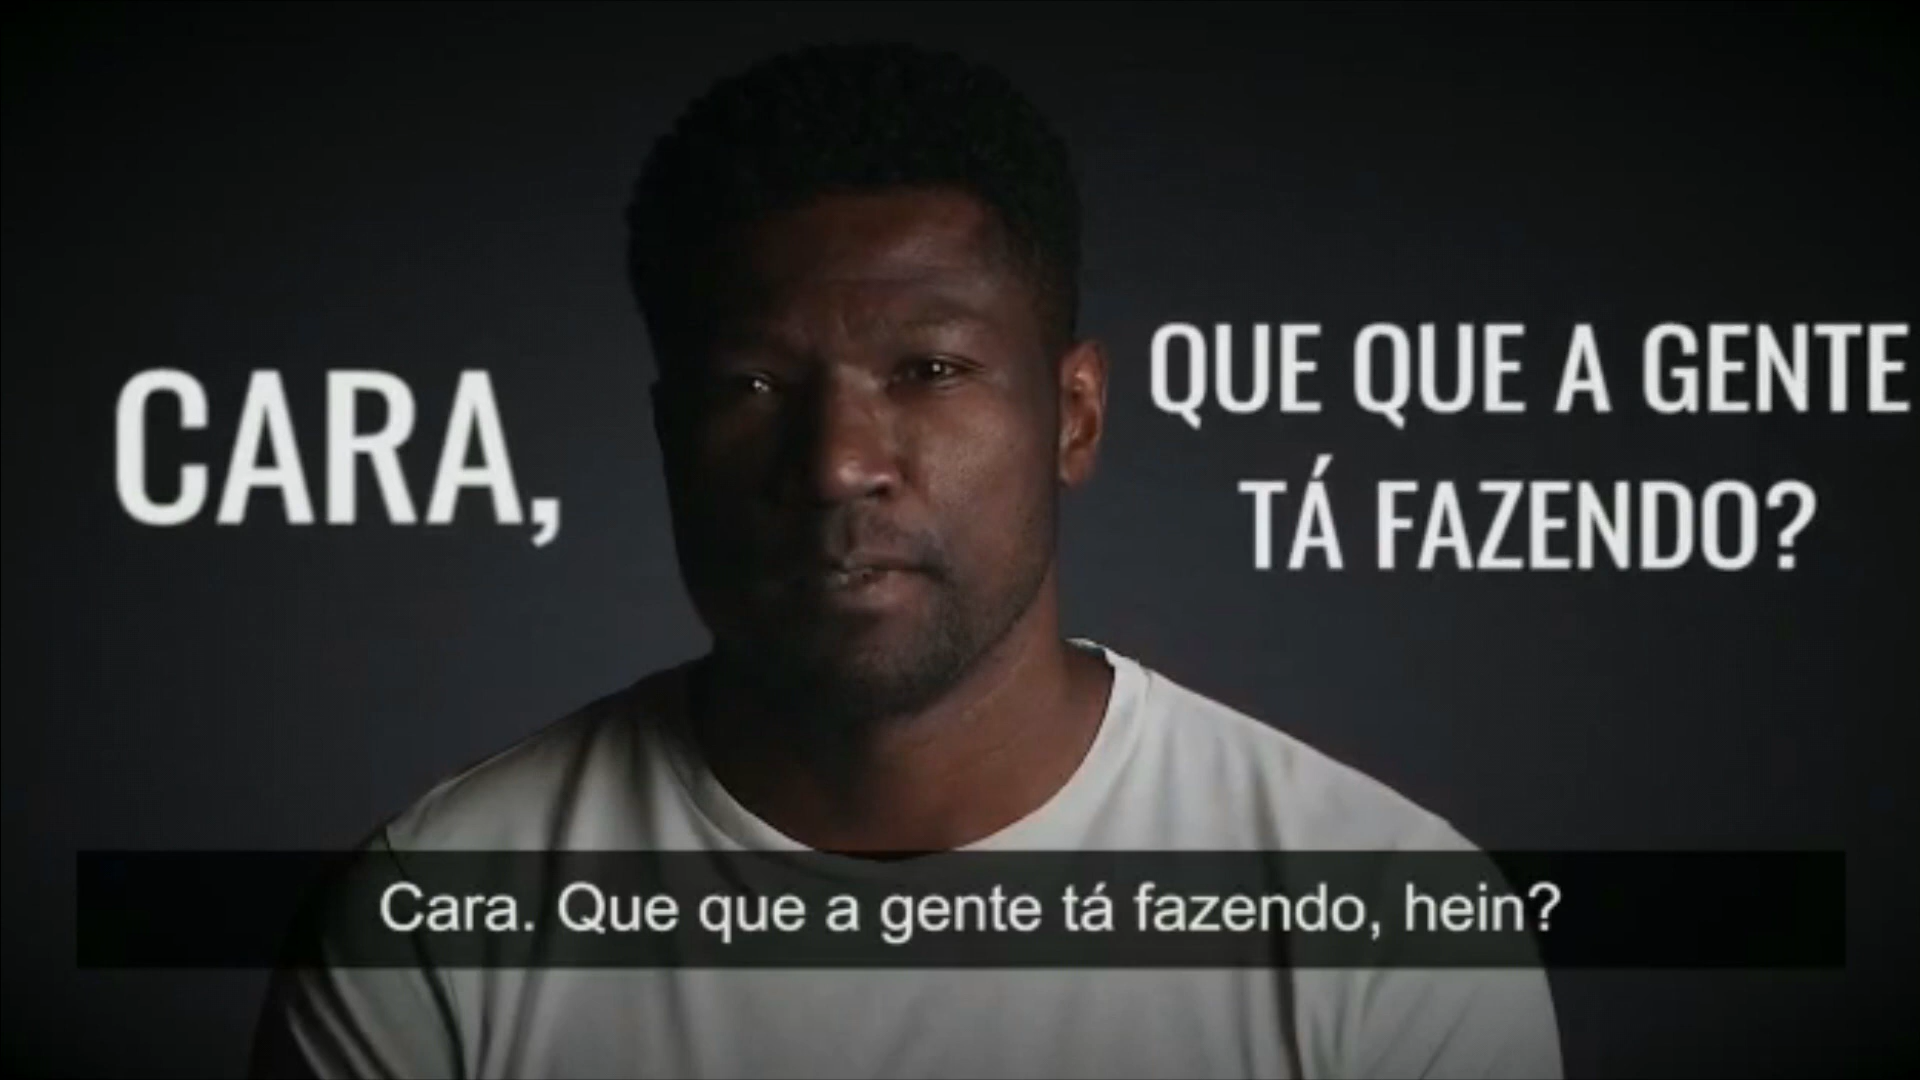 CARA,
QUE QUE A GENTE
TÁ FAZENDO?
Cara. Que que a gente tá fazendo, hein?